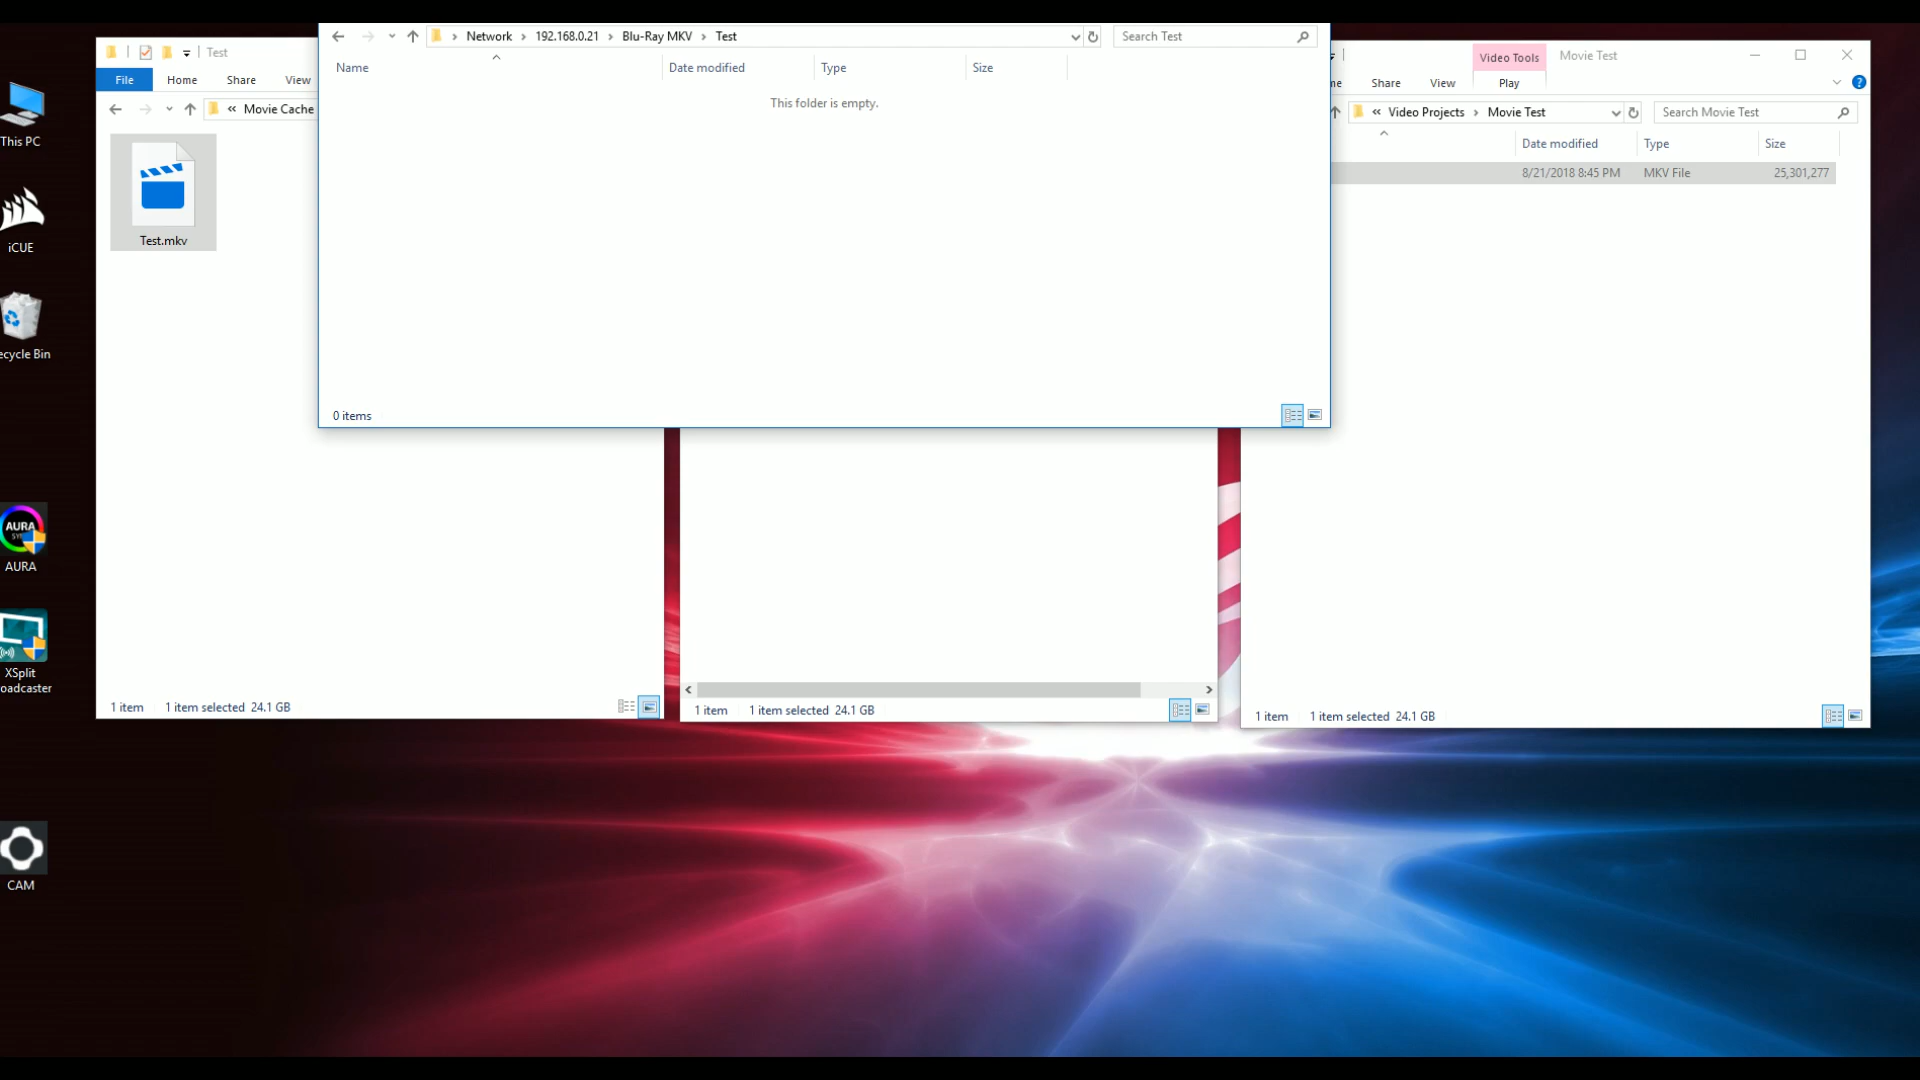 This PC
iCUE
ecycle Bin
AURA
AURA
XSplit
oadcaster
CAM
Test
File
Home
Share
View
« Movie Cache
Test.mkv
1 item
1 item selected 24.1 GB
Network › 192.168.0.21 › Blu-Ray MKV › Test
Search Test
Name
Date modified
Type
Size
This folder is empty.
0 items
1 item
1 item selected 24.1 GB
Video Tools
Movie Test
me
Share
View
Play
« Video Projects › Movie Test
Search Movie Test
Date modified
Type
Size
8/21/2018 8:45 PM
MKV File
25,301,277
1 item
1 item selected 24.1 GB